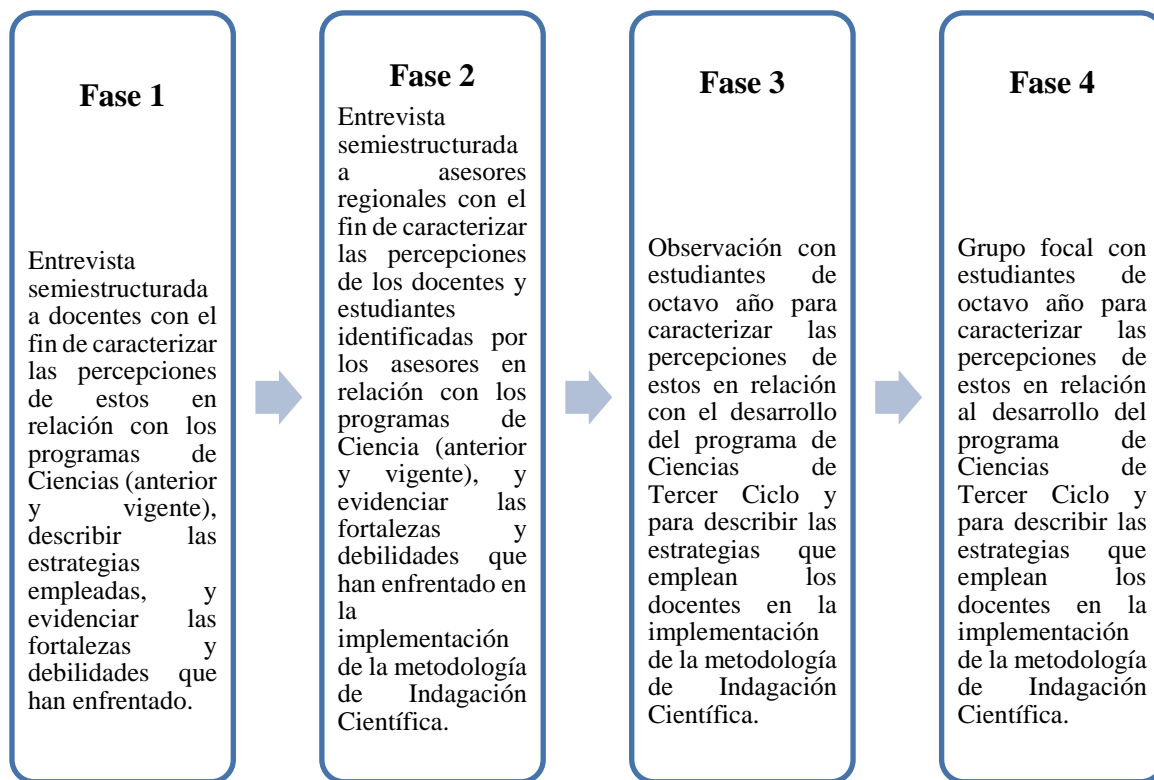 Fase 1
Entrevista
semiestructurada
a docentes con el
fin de caracterizar
las percepciones
de estos en
relación con los
programas de
Ciencias (anterior
y vigente),
describir las
estrategias
empleadas, y
evidenciar las
fortalezas y
debilidades que
han enfrentado.
Fase 2
Entrevista
semiestructurada
a asesores
regionales con el
fin de caracterizar
las percepciones
de los docentes y
estudiantes
identificadas por
los asesores en
relación con los
programas de
Ciencia (anterior
y vigente), y
evidenciar las
fortalezas y
debilidades que
han enfrentado en
la
implementación
de la metodología
de Indagación
Científica.
Fase 3
Observación con
estudiantes de
octavo año para
caracterizar las
percepciones de
estos en relación
con el desarrollo
del programa de
Ciencias de
Tercer Ciclo y
para describir las
estrategias que
emplean los
docentes en la
implementación
de la metodología
de Indagación
Científica.
Fase 4
Grupo focal con
estudiantes de
octavo año para
caracterizar las
percepciones de
estos en relación
al desarrollo del
programa de
Ciencias de
Tercer Ciclo y
para describir las
estrategias que
emplean los
docentes en la
implementación
de la metodología
de Indagación
Científica.